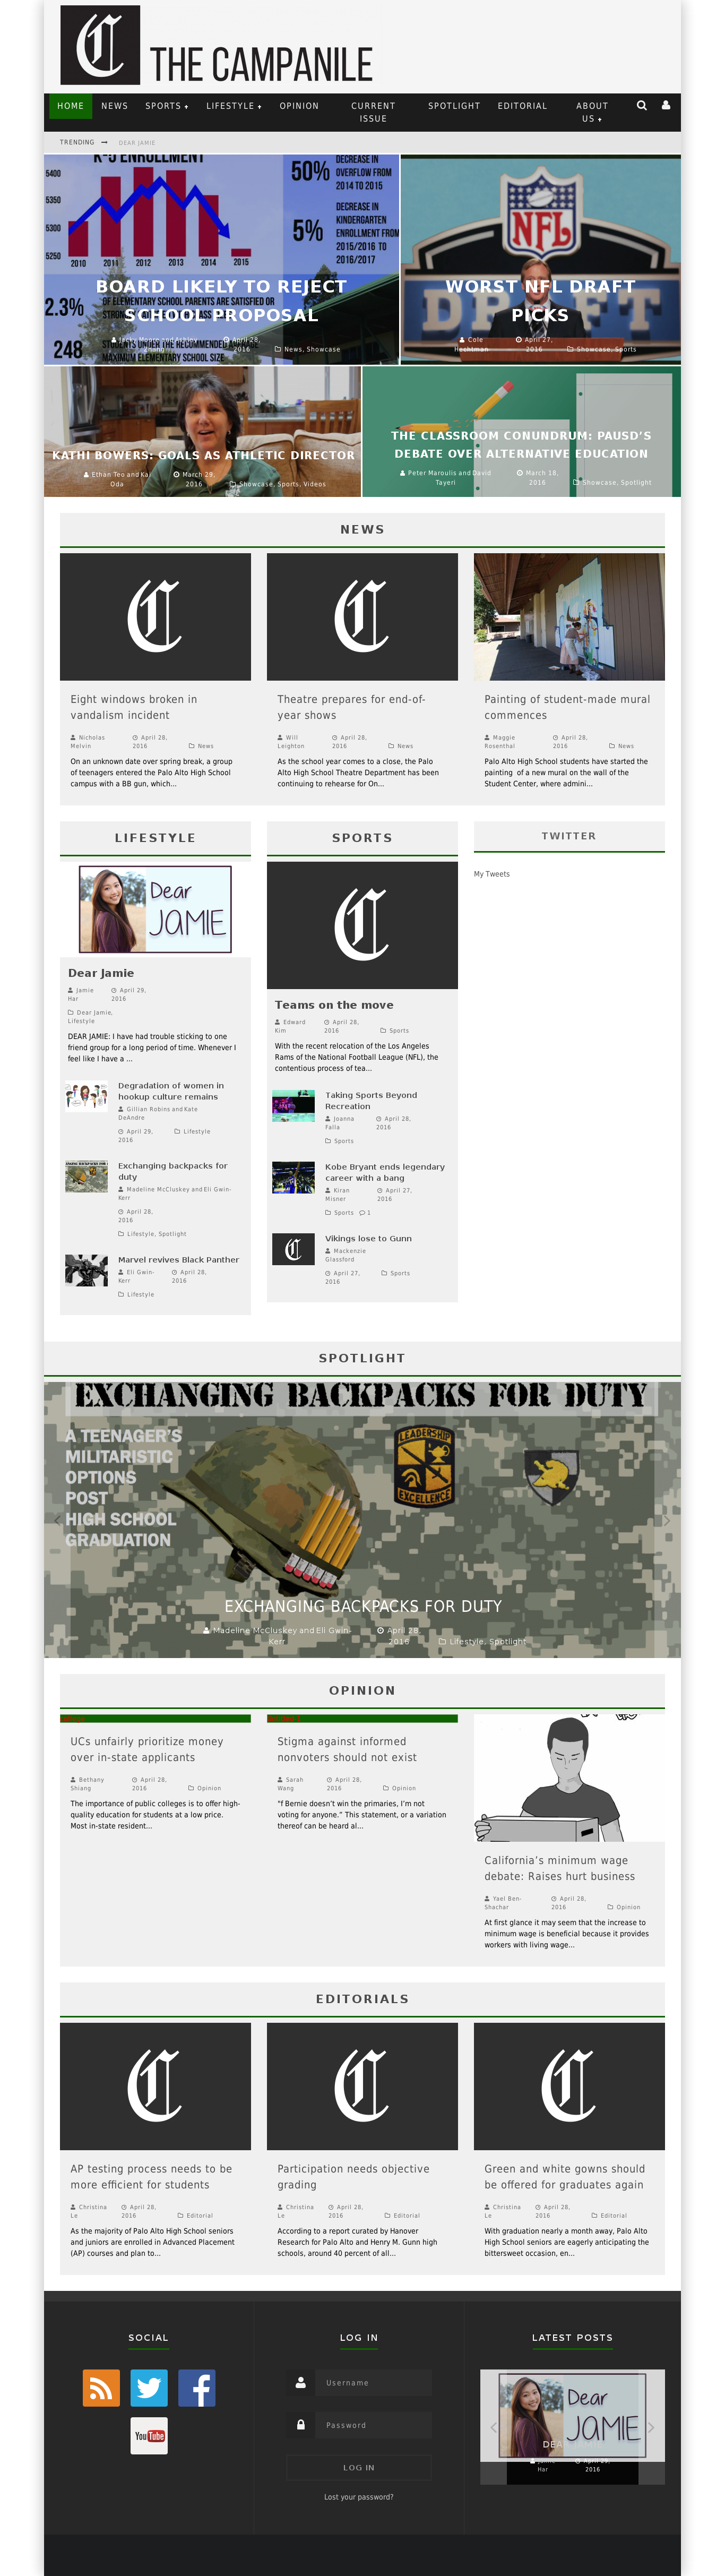 C THE CAMPANILE
HOME NEWS SPORTS + LIFESTYLE + OPINION CURRENT ISSUE SPOTLIGHT EDITORIAL ABOUT US +
TRENDING → DEAR JAMIE
K-5 ENROLLMENT
5400
5350
5300
5250
2010 2011 2012 2013 2014 2015
50% DECREASE IN
OVERFLOW FROM
2014 TO 2015
5% DECREASE IN
KINDERGARTEN
ENROLLMENT FROM
2015/2016 TO
2016/2017
2.3% OF ELEMENTARY SCHOOL PARENTS ARE SATISFIED OR
248 STUDENTS UNDER THE RECOMMENDED AVERAGE
MAXIMUM ELEMENTARY SCHOOL SIZE
BOARD LIKELY TO REJECT
SCHOOL PROPOSAL
April 28,
2016
News, Showcase
NFL
WORST NFL DRAFT
PICKS
Cole
Hechtman
April 27,
2016
Showcase, Sports
KATHI BOWERS: GOALS AS ATHLETIC DIRECTOR
Ethan Teo and Kai
Oda
March 29,
2016
Showcase, Sports, Videos
THE CLASSROOM CONUNDRUM: PAUSD'S
DEBATE OVER ALTERNATIVE EDUCATION
Peter Maroulis and David
Tayeri
March 18,
2016
Showcase, Spotlight
NEWS
Eight windows broken in
vandalism incident
Nicholas
Melvin
April 28,
2016
News
On an unknown date over spring break, a group
of teenagers entered the Palo Alto High School
campus with a BB gun, which...
Theatre prepares for end-of-
year shows
Will
Leighton
April 28,
2016
News
As the school year comes to a close, the Palo
Alto High School Theatre Department has been
continuing to rehearse for On...
Painting of student-made mural
commences
Maggie
Rosenthal
April 28,
2016
News
Palo Alto High School students have started the
painting of a new mural on the wall of the
Student Center, where admini...
LIFESTYLE
Dear
JAMIE
Dear Jamie
Jamie
Har
April 29,
2016
Dear Jamie,
Lifestyle
DEAR JAMIE: I have had trouble sticking to one
friend group for a long period of time. Whenever I
feel like I have a ...
Degradation of women in
hookup culture remains
Gillian Robins and Kate
DeAndre
April 29,
2016
Lifestyle
Exchanging backpacks for
duty
Madeline McCluskey and Eli Gwin-
Kerr
April 28,
2016
Lifestyle, Spotlight
Marvel revives Black Panther
Eli Gwin-
Kerr
April 28,
2016
Lifestyle
SPORTS
Teams on the move
Edward
Kim
April 28,
2016
Sports
With the recent relocation of the Los Angeles
Rams of the National Football League (NFL), the
contentious process of tea...
Taking Sports Beyond
Recreation
Joanna
Falla
April 28,
2016
Sports
Kobe Bryant ends legendary
career with a bang
Kiran
Misner
April 27,
2016
Sports 1
Vikings lose to Gunn
Mackenzie
Glassford
April 27,
2016
Sports
TWITTER
My Tweets
SPOTLIGHT
EXCHANGING BACKPACKS FOR DUTY
A TEENAGER'S
MILITARISTIC
OPTIONS
POST
HIGH SCHOOL
GRADUATION
LEADERSHIP
EXCELLENCE
EXCHANGING BACKPACKS FOR DUTY
Madeline McCluskey and Eli Gwin-
Kerr
April 28,
2016
Lifestyle, Spotlight
OPINION
UCs unfairly prioritize money
over in-state applicants
Bethany
Shiang
April 28,
2016
Opinion
The importance of public colleges is to offer high-
quality education for students at a low price.
Most in-state resident...
Stigma against informed
nonvoters should not exist
Sarah
Wang
April 28,
2016
Opinion
"f Bernie doesn't win the primaries, I'm not
voting for anyone." This statement, or a variation
thereof can be heard al...
California's minimum wage
debate: Raises hurt business
Yael Ben-
Shachar
April 28,
2016
Opinion
At first glance it may seem that the increase to
minimum wage is beneficial because it provides
workers with living wage...
EDITORIALS
AP testing process needs to be
more efficient for students
Christina
Le
April 28,
2016
Editorial
As the majority of Palo Alto High School seniors
and juniors are enrolled in Advanced Placement
(AP) courses and plan to...
Participation needs objective
grading
Christina
Le
April 28,
2016
Editorial
According to a report curated by Hanover
Research for Palo Alto and Henry M. Gunn high
schools, around 40 percent of all...
Green and white gowns should
be offered for graduates again
Christina
Le
April 28,
2016
Editorial
With graduation nearly a month away, Palo Alto
High School seniors are eagerly anticipating the
bittersweet occasion, en...
SOCIAL
You Tube
LOG IN
Username
Password
LOG IN
Lost your password?
LATEST POSTS
Dear
JAMIE
Har
2016